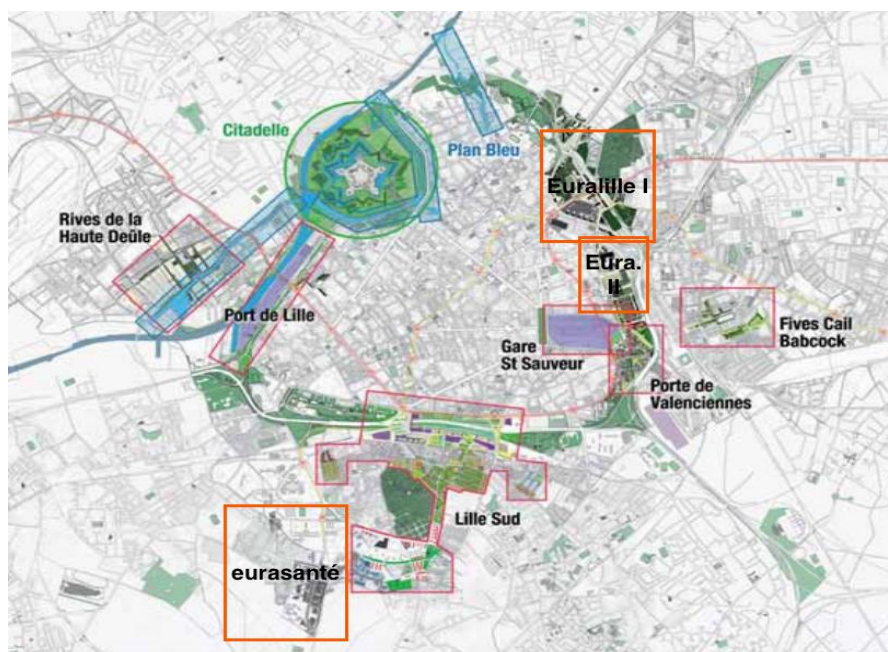 Citadelle
Plan Bleu
Euralille I
Rives de la
Haute Deûle
Eura.
II
Port de Lille
Gare
St Sauveur
Fives Cail
Babcock
Porte de
Valenciennes
Lille Sud
eurasanté